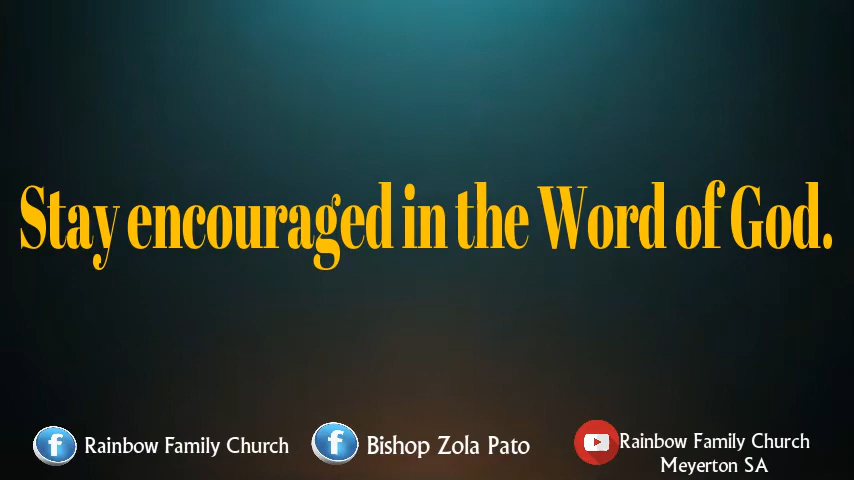 Stay encouraged in the Word of God.
Rainbow Family Church
Bishop Zola Pato
Rainbow Family Church
Meyerton SA